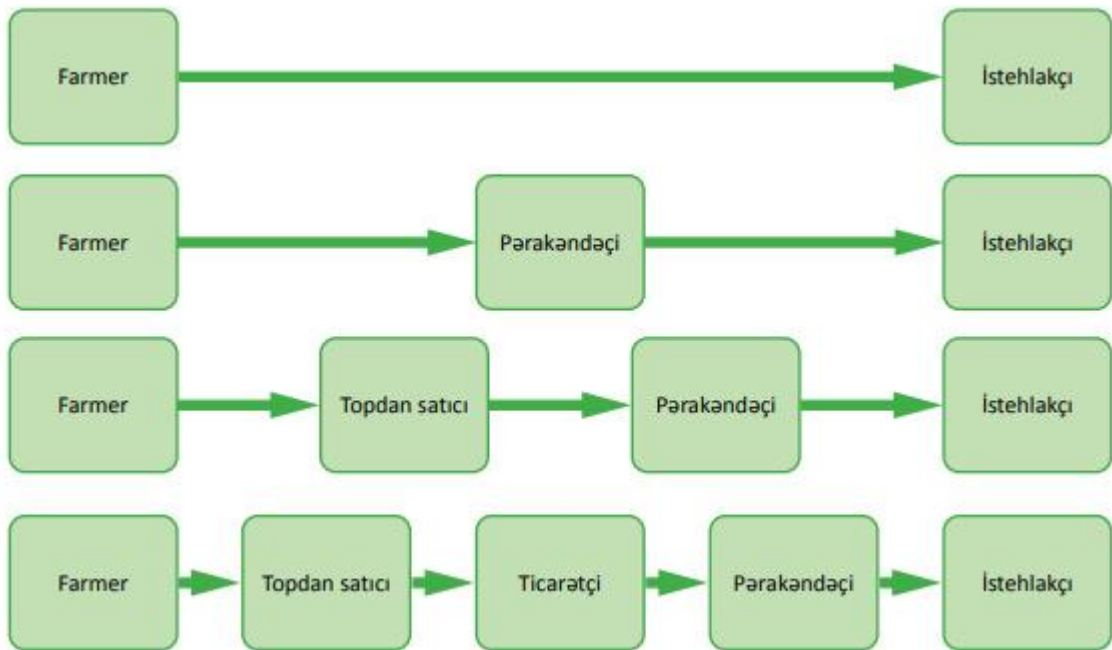 Farmer
İstehlakçı
Farmer
Pərakəndəçi
İstehlakçı
Farmer
Topdan satıcı
Pərakəndəçi
İstehlakçı
Farmer
Topdan satıcı
Ticarətçi
Pərakəndəçi
İstehlakçı